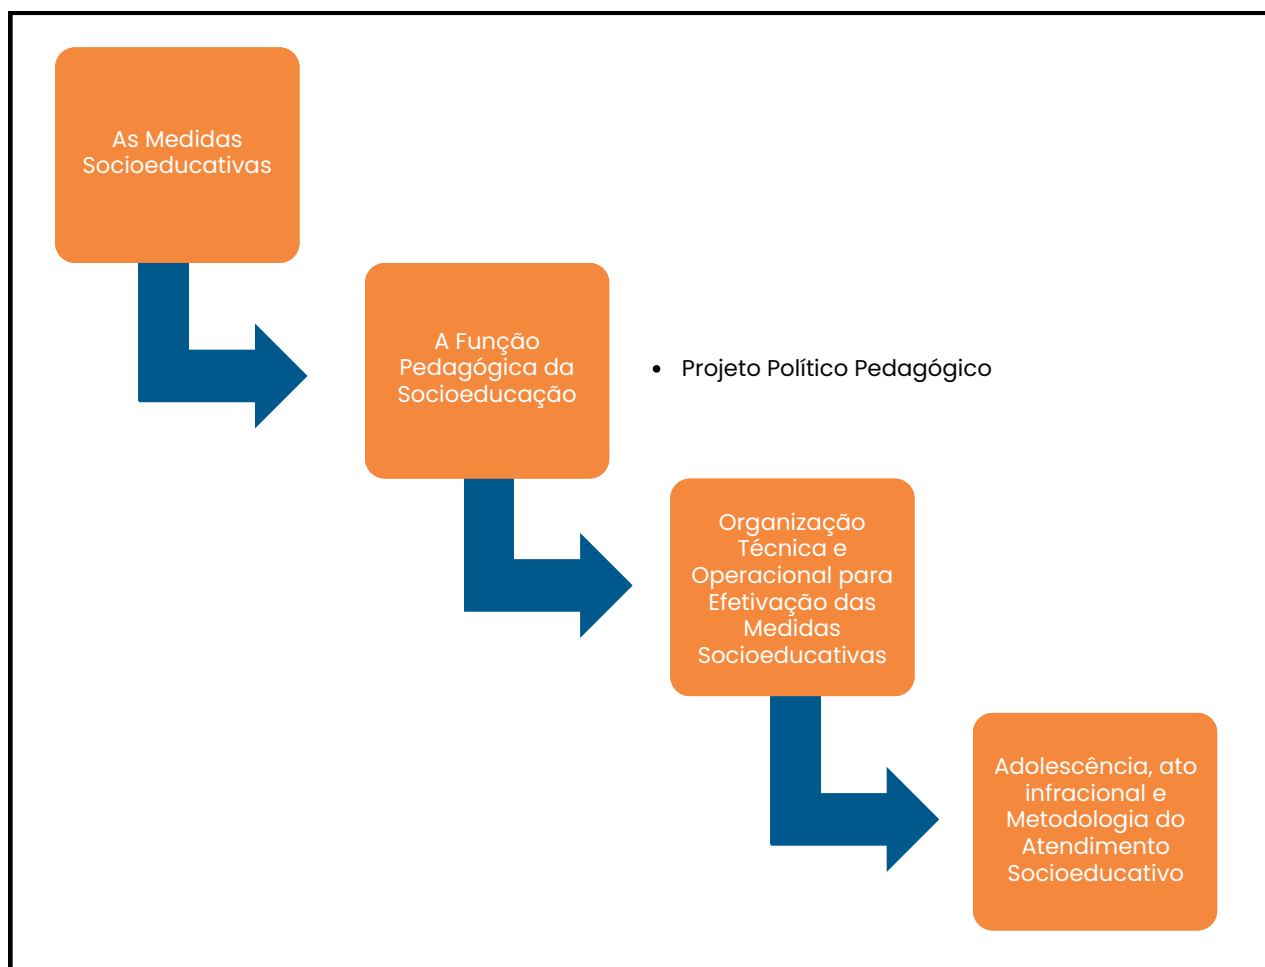 As Medidas
Socioeducativas
A Função
Pedagógica da
Socioeducação
• Projeto Político Pedagógico
Organização
Técnica e
Operacional para
Efetivação das
Medidas
Socioeducativas
Adolescência, ato
infracional e
Metodologia do
Atendimento
Socioeducativo